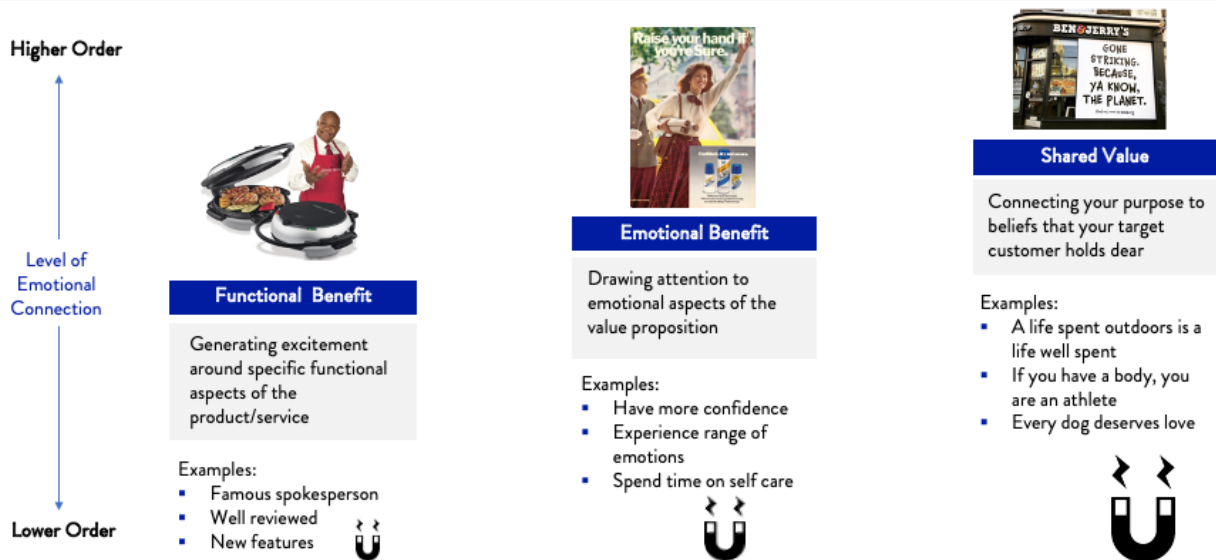 Higher Order
Level of
Emotional
Connection
Lower Order
Functional Benefit
Generating excitement
around specific functional
aspects of the
product/service
Examples:
▪ Famous spokesperson
▪ Well reviewed
▪ New features
Raise your hand if
you're Sure.
Emotional Benefit
Drawing attention to
emotional aspects of the
value proposition
Examples:
▪ Have more confidence
▪ Experience range of
emotions
▪ Spend time on self care
BEN&JERRY'S
GONE
STRIKING.
BECAUSE,
YA KNOW,
THE PLANET.
Shared Value
Connecting your purpose to
beliefs that your target
customer holds dear
Examples:
▪ A life spent outdoors is a
life well spent
▪ If you have a body, you
are an athlete
▪ Every dog deserves love